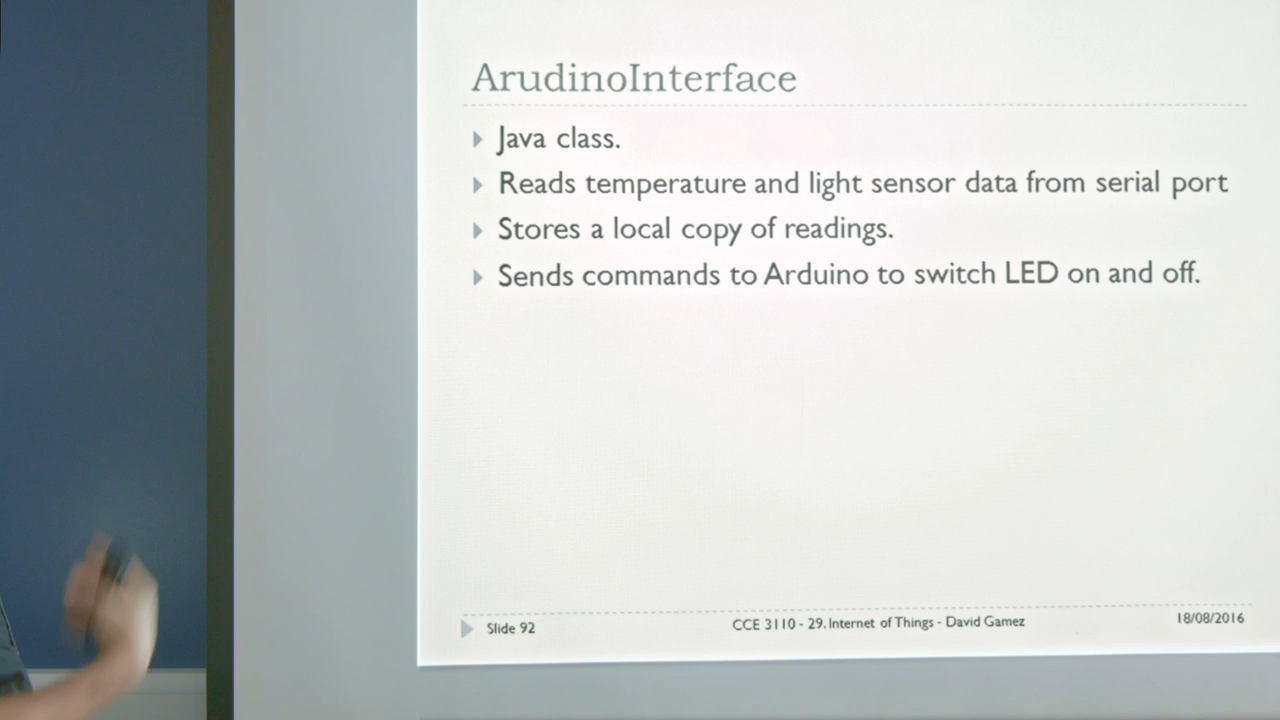 ArudinoInterface
Java class.
Reads temperature and light sensor data from serial port
Stores a local copy of readings.
Sends commands to Arduino to switch LED on and off.
Slide 92
CCE 3110 - 29. Internet of Things - David Gamez
18/08/2016